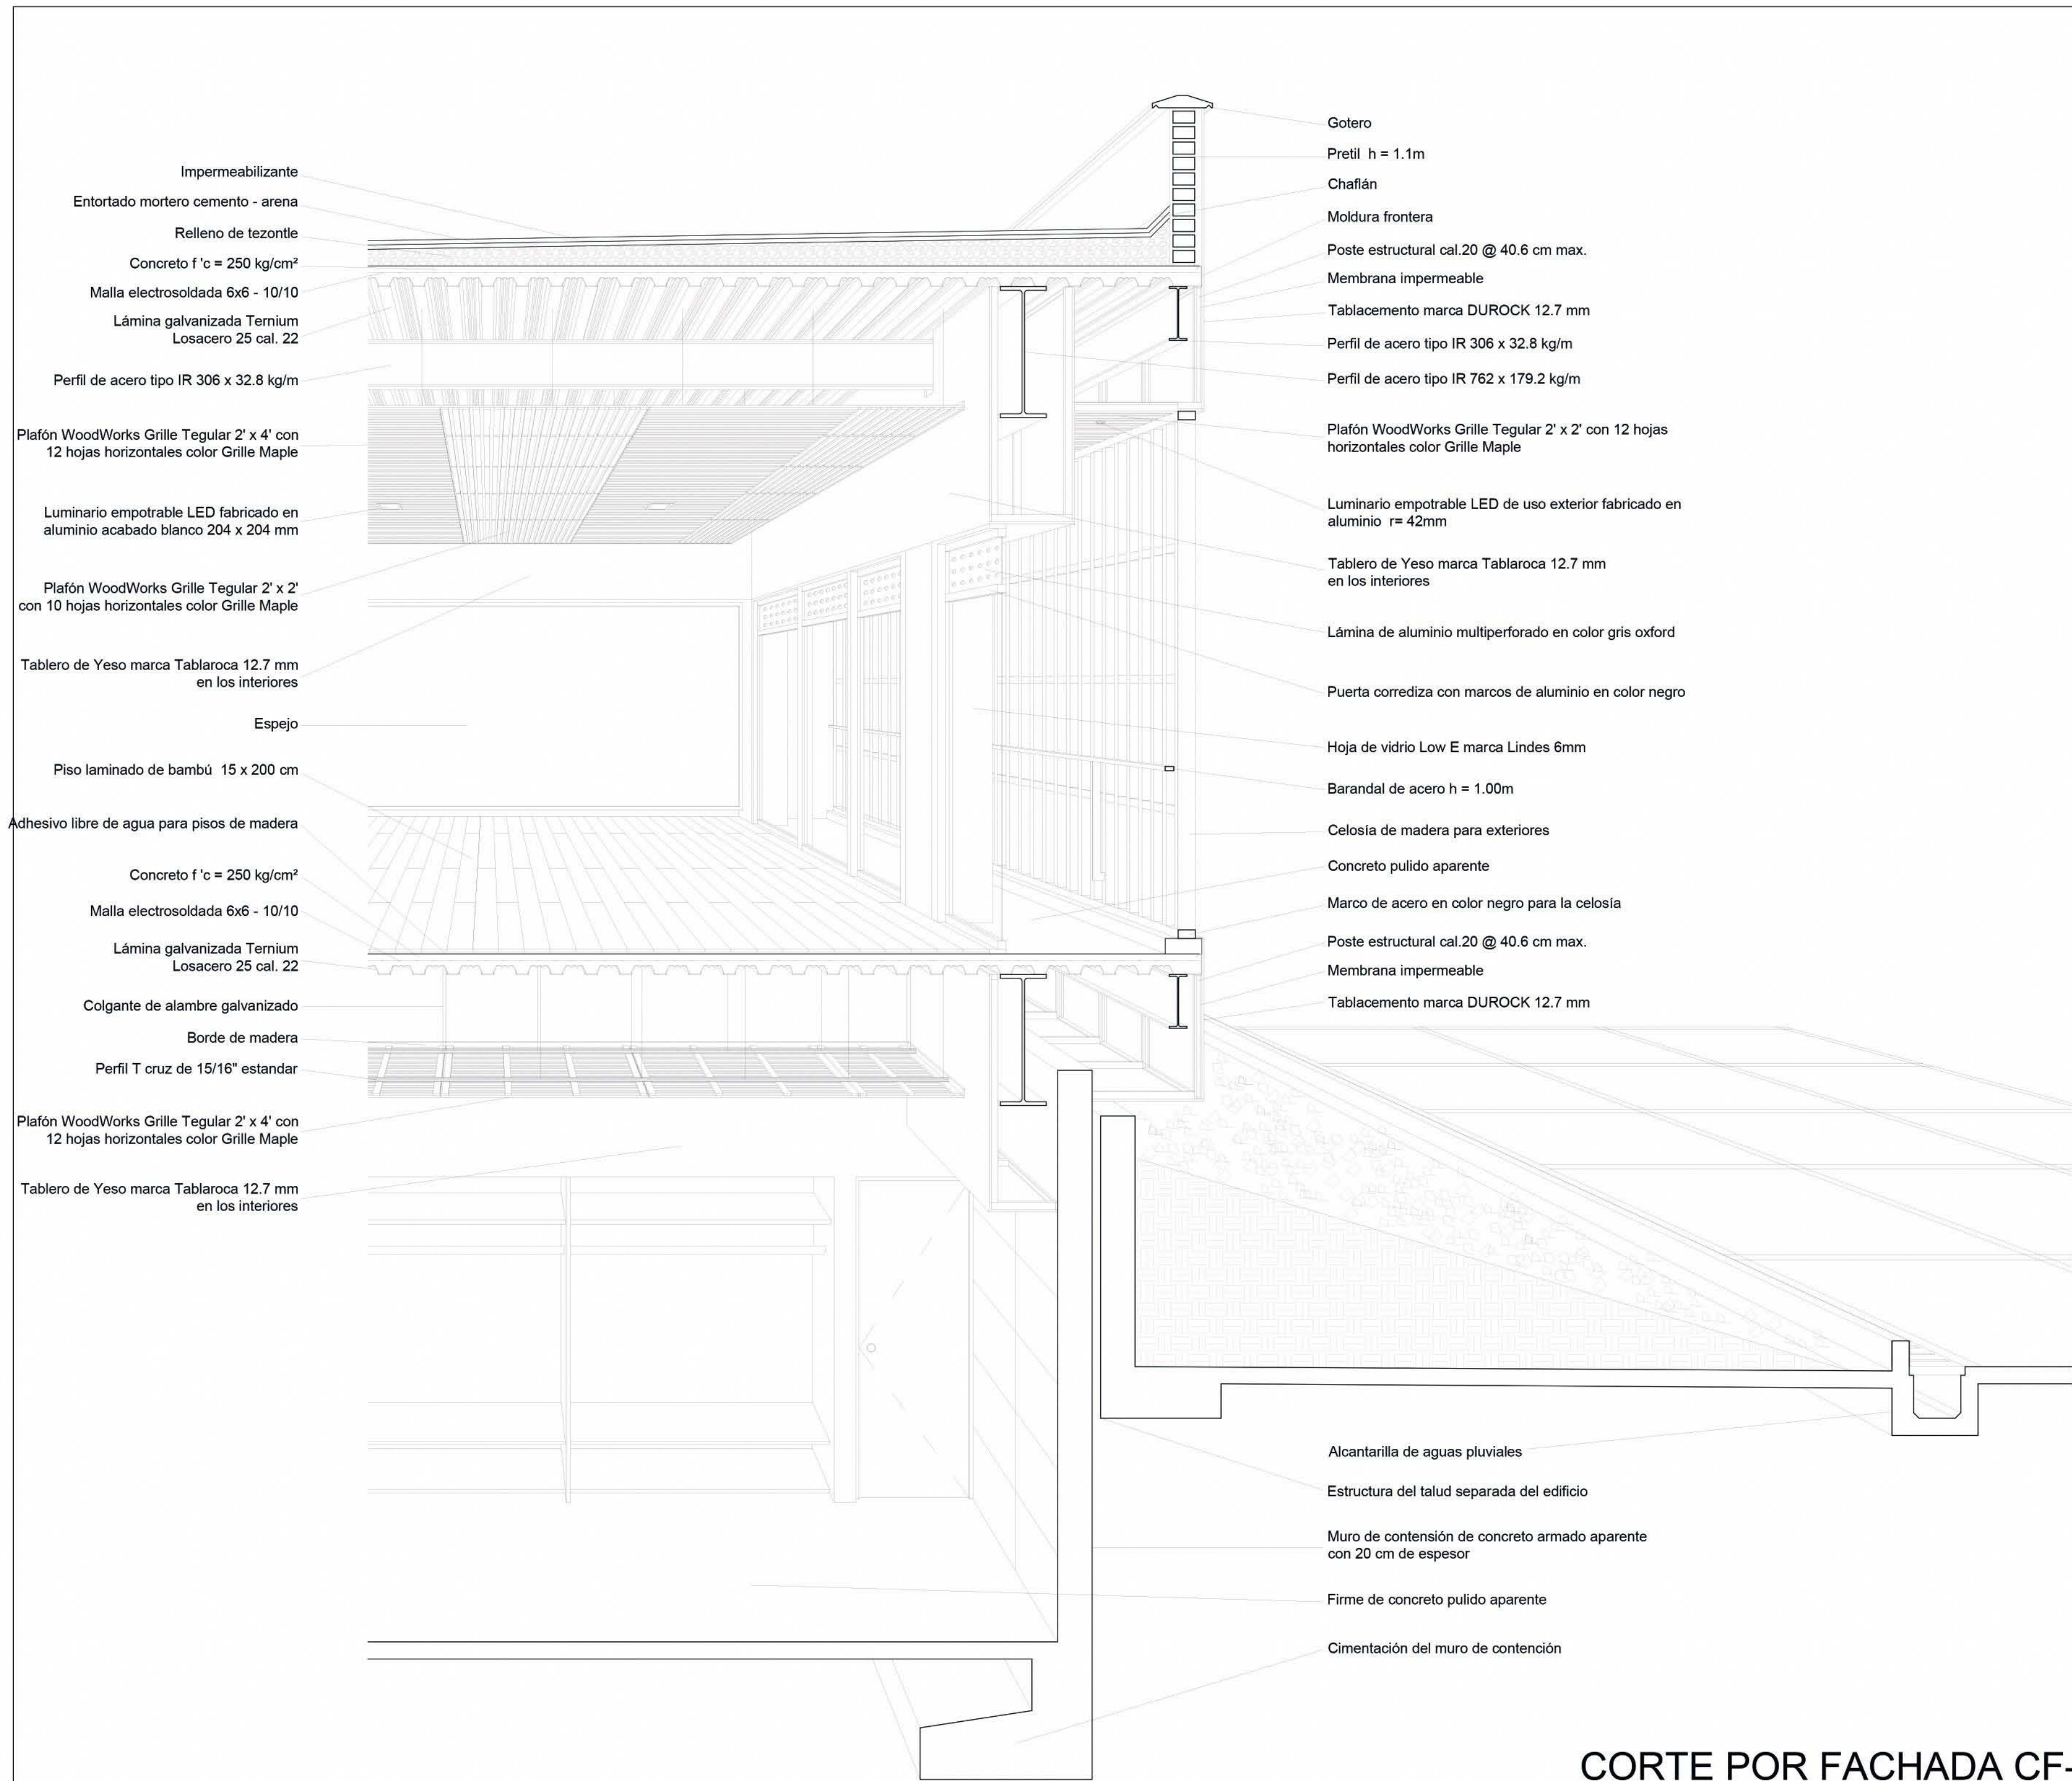 Impermeabilizante
Entortado mortero cemento - arena
Relleno de tezontle
Concreto f 'c = 250 kg/cm²
Malla electrosoldada 6x6 - 10/10
Lámina galvanizada Ternium
Losacero 25 cal. 22
Perfil de acero tipo IR 306 x 32.8 kg/m
Plafón WoodWorks Grille Tegular 2' x 4' con
12 hojas horizontales color Grille Maple
Luminario empotrable LED fabricado en
aluminio acabado blanco 204 x 204 mm
Plafón WoodWorks Grille Tegular 2' x 2'
con 10 hojas horizontales color Grille Maple
Tablero de Yeso marca Tablaroca 12.7 mm
en los interiores
Espejo
Piso laminado de bambú 15 x 200 cm
Adhesivo libre de agua para pisos de madera
Concreto f 'c = 250 kg/cm²
Malla electrosoldada 6x6 - 10/10
Lámina galvanizada Ternium
Losacero 25 cal. 22
Colgante de alambre galvanizado
Borde de madera
Perfil T cruz de 15/16" estandar
Plafón WoodWorks Grille Tegular 2' x 4' con
12 hojas horizontales color Grille Maple
Tablero de Yeso marca Tablaroca 12.7 mm
en los interiores
Gotero
Pretil h = 1.1m
Chaflán
Moldura frontera
Poste estructural cal.20 @ 40.6 cm max.
Membrana impermeable
Tablacemento marca DUROCK 12.7 mm
Perfil de acero tipo IR 306 x 32.8 kg/m
Perfil de acero tipo IR 762 x 179.2 kg/m
Plafón WoodWorks Grille Tegular 2' x 2' con 12 hojas
horizontales color Grille Maple
Luminario empotrable LED de uso exterior fabricado en
aluminio r= 42mm
Tablero de Yeso marca Tablaroca 12.7 mm
en los interiores
Lámina de aluminio multiperforado en color gris oxford
Puerta corrediza con marcos de aluminio en color negro
Hoja de vidrio Low E marca Lindes 6mm
Barandal de acero h = 1.00m
Celosía de madera para exteriores
Concreto pulido aparente
Marco de acero en color negro para la celosía
Poste estructural cal.20 @ 40.6 cm max.
Membrana impermeable
Tablacemento marca DUROCK 12.7 mm
Alcantarilla de aguas pluviales
Estructura del talud separada del edificio
Muro de contensión de concreto armado aparente
con 20 cm de espesor
Firme de concreto pulido aparente
Cimentación del muro de contención
CORTE POR FACHADA CF-